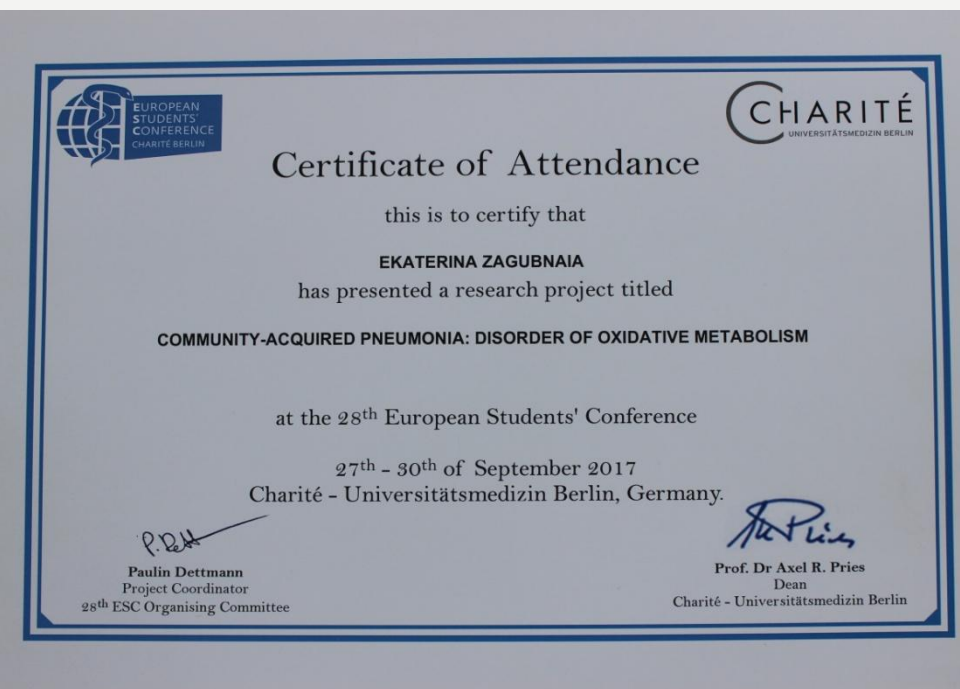 EUROPEAN
STUDENTS'
CONFERENCE
CHARITÉ BERLIN
CHARITÉ
UNIVERSITÄTSMEDIZIN BERLIN
Certificate of Attendance
this is to certify that
EKATERINA ZAGUBNAIA
has presented a research project titled
COMMUNITY-ACQUIRED PNEUMONIA: DISORDER OF OXIDATIVE METABOLISM
at the 28th European Students' Conference
27th - 30th of September 2017
Charité - Universitätsmedizin Berlin, Germany.
P. Dett
Paulin Dettmann
Project Coordinator
28th ESC Organising Committee
Pries
Prof. Dr Axel R. Pries
Dean
Charité - Universitätsmedizin Berlin